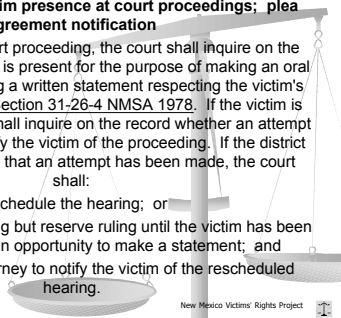 im presence at court proceedings; plea
greement notification
rt proceeding, the court shall inquire on the
is present for the purpose of making an oral
g a written statement respecting the victim's
ection 31-26-4 NMSA 1978. If the victim is
hall inquire on the record whether an attempt
fy the victim of the proceeding. If the district
that an attempt has been made, the court
shall:
chedule the hearing; or
ng but reserve ruling until the victim has been
n opportunity to make a statement; and
rney to notify the victim of the rescheduled
hearing.
New Mexico Victims' Rights Project